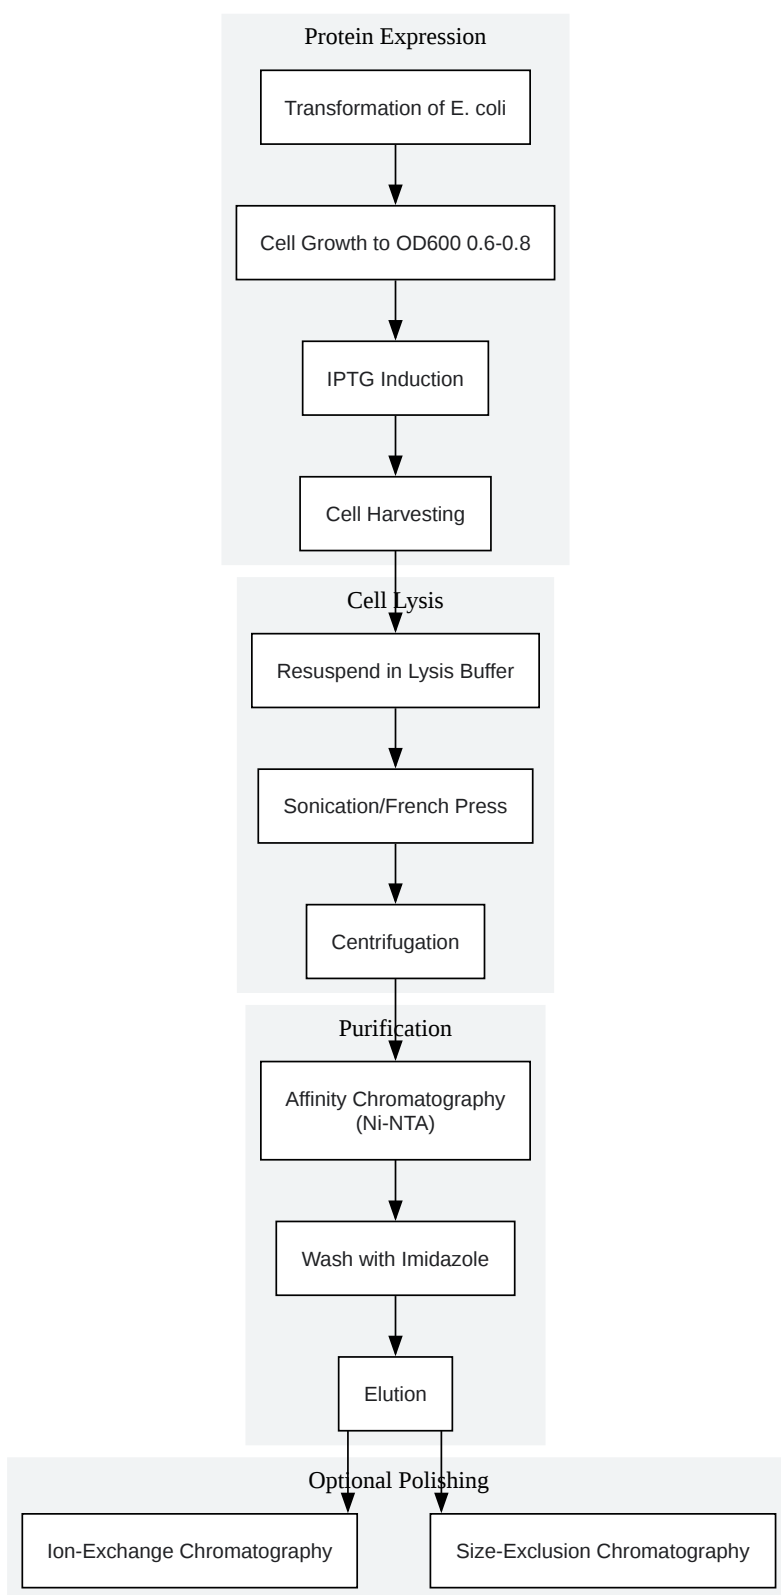 Protein Expression
Transformation of E. coli
Cell Growth to OD600 0.6-0.8
IPTG Induction
Cell Harvesting
Cell Lysis
Resuspend in Lysis Buffer
Sonication/French Press
Centrifugation
Purification
Affinity Chromatography
(Ni-NTA)
Wash with Imidazole
Elution
Optional Polishing
Ion-Exchange Chromatography
Size-Exclusion Chromatography